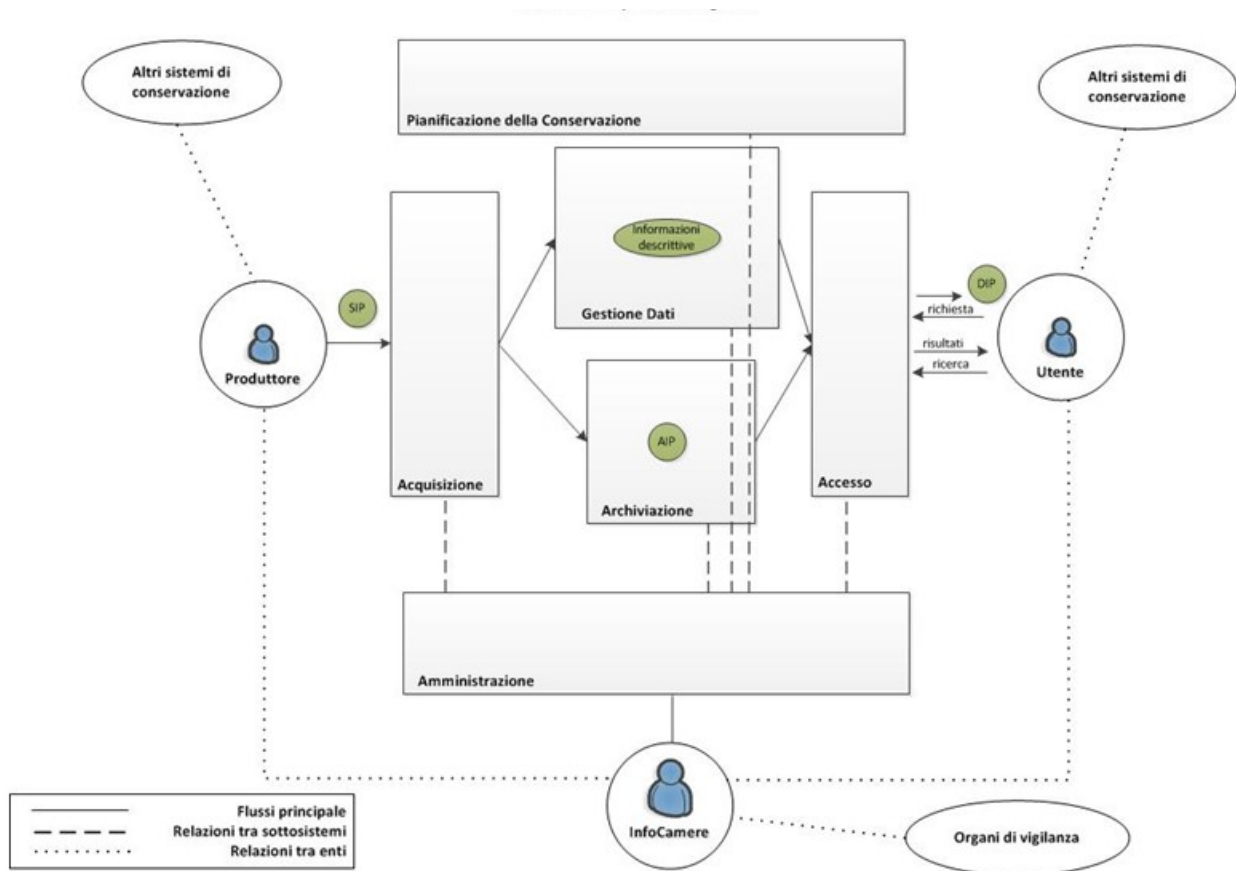 Altri sistemi di
conservazione
Altri sistemi di
conservazione
Pianificazione della Conservazione
Informazioni
descrittive
Gestione Dati
SIP
DIP
richiesta
risultati
ricerca
Produttore
Utente
AIP
Acquisizione
Archiviazione
Accesso
Amministrazione
InfoCamere
Organi di vigilanza
Flussi principale
Relazioni tra sottosistemi
Relazioni tra enti